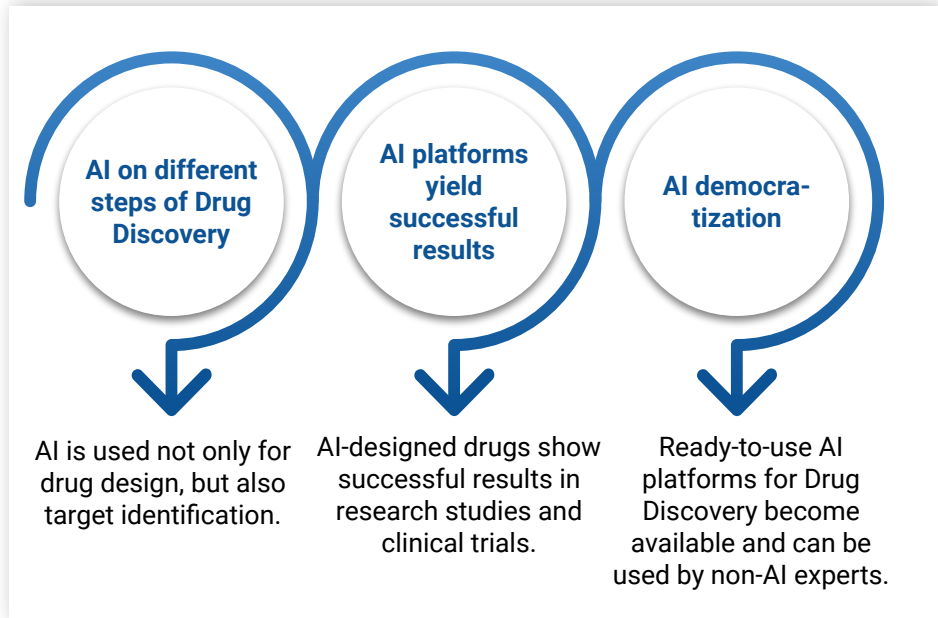 AI on different
steps of Drug
Discovery
AI platforms
yield
successful
results
AI democra-
tization
AI is used not only for
drug design, but also
target identification.
AI-designed drugs show
successful results in
research studies and
clinical trials.
Ready-to-use AI
platforms for Drug
Discovery become
available and can be
used by non-AI experts.